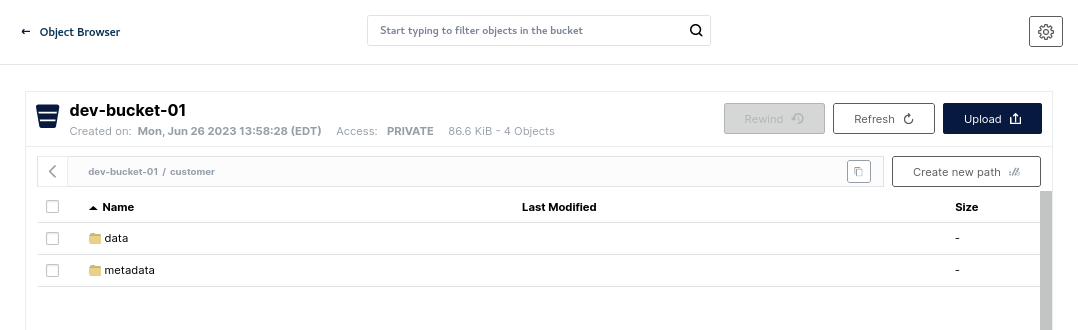 ← Object Browser
Start typing to filter objects in the bucket
dev-bucket-01
Created on: Mon, Jun 26 2023 13:58:28 (EDT) Access: PRIVATE 86.6 KiB - 4 Objects
Rewind Refresh Upload
dev-bucket-01 / customer
Create new path
Name Last Modified Size
data -
metadata -